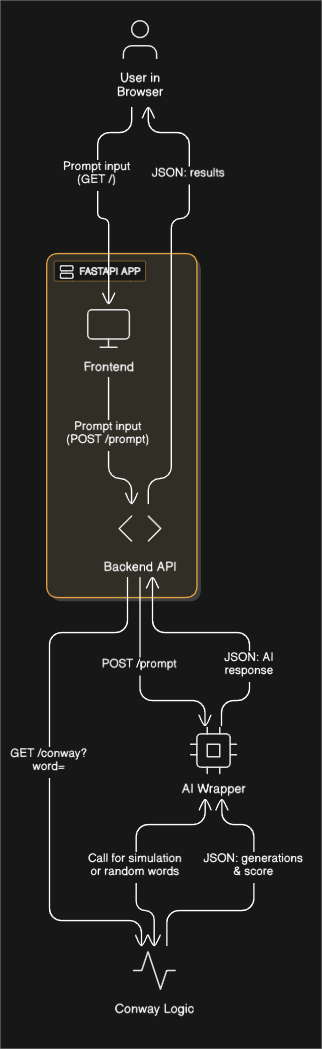 User in
Browser
Prompt input
(GET /)
JSON: results
FASTAPI APP
Frontend
Prompt input
(POST /prompt)
Backend API
POST /prompt
JSON: AI
response
GET /conway?
word=
AI Wrapper
Call for simulation
or random words
JSON: generations
& score
Conway Logic